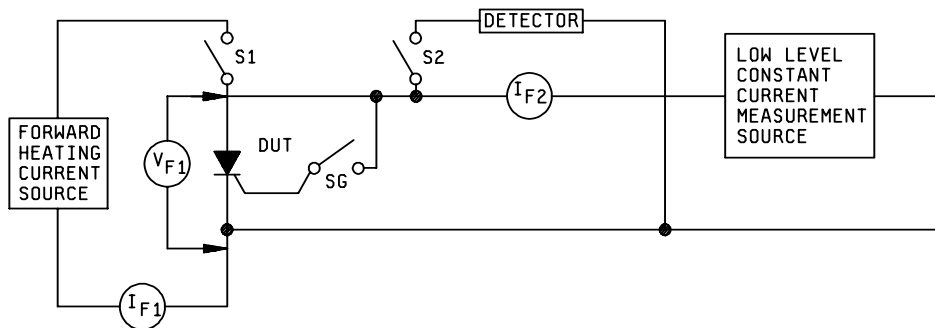 DETECTOR
S1
S2
LOW LEVEL
CONSTANT
CURRENT
MEASUREMENT
SOURCE
IF2
FORWARD
HEATING
CURRENT
SOURCE
VF1
DUT
SG
IF1